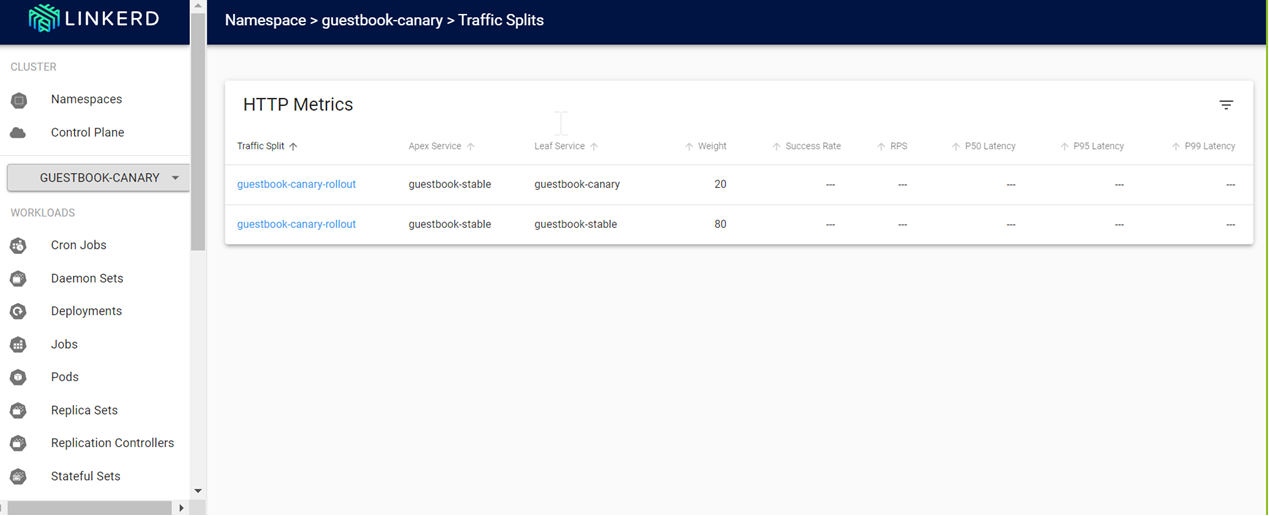 LINKERD
Namespace > guestbook-canary > Traffic Splits
CLUSTER
Namespaces
Control Plane
GUESTBOOK-CANARY
WORKLOADS
Cron Jobs
Daemon Sets
Deployments
Jobs
Pods
Replica Sets
Replication Controllers
Stateful Sets
HTTP Metrics
Traffic Split Apex Service Leaf Service Weight Success Rate RPS P50 Latency P95 Latency P99 Latency
guestbook-canary-rollout guestbook-stable guestbook-canary 20 --- --- --- --- ---
guestbook-canary-rollout guestbook-stable guestbook-stable 80 --- --- --- --- ---